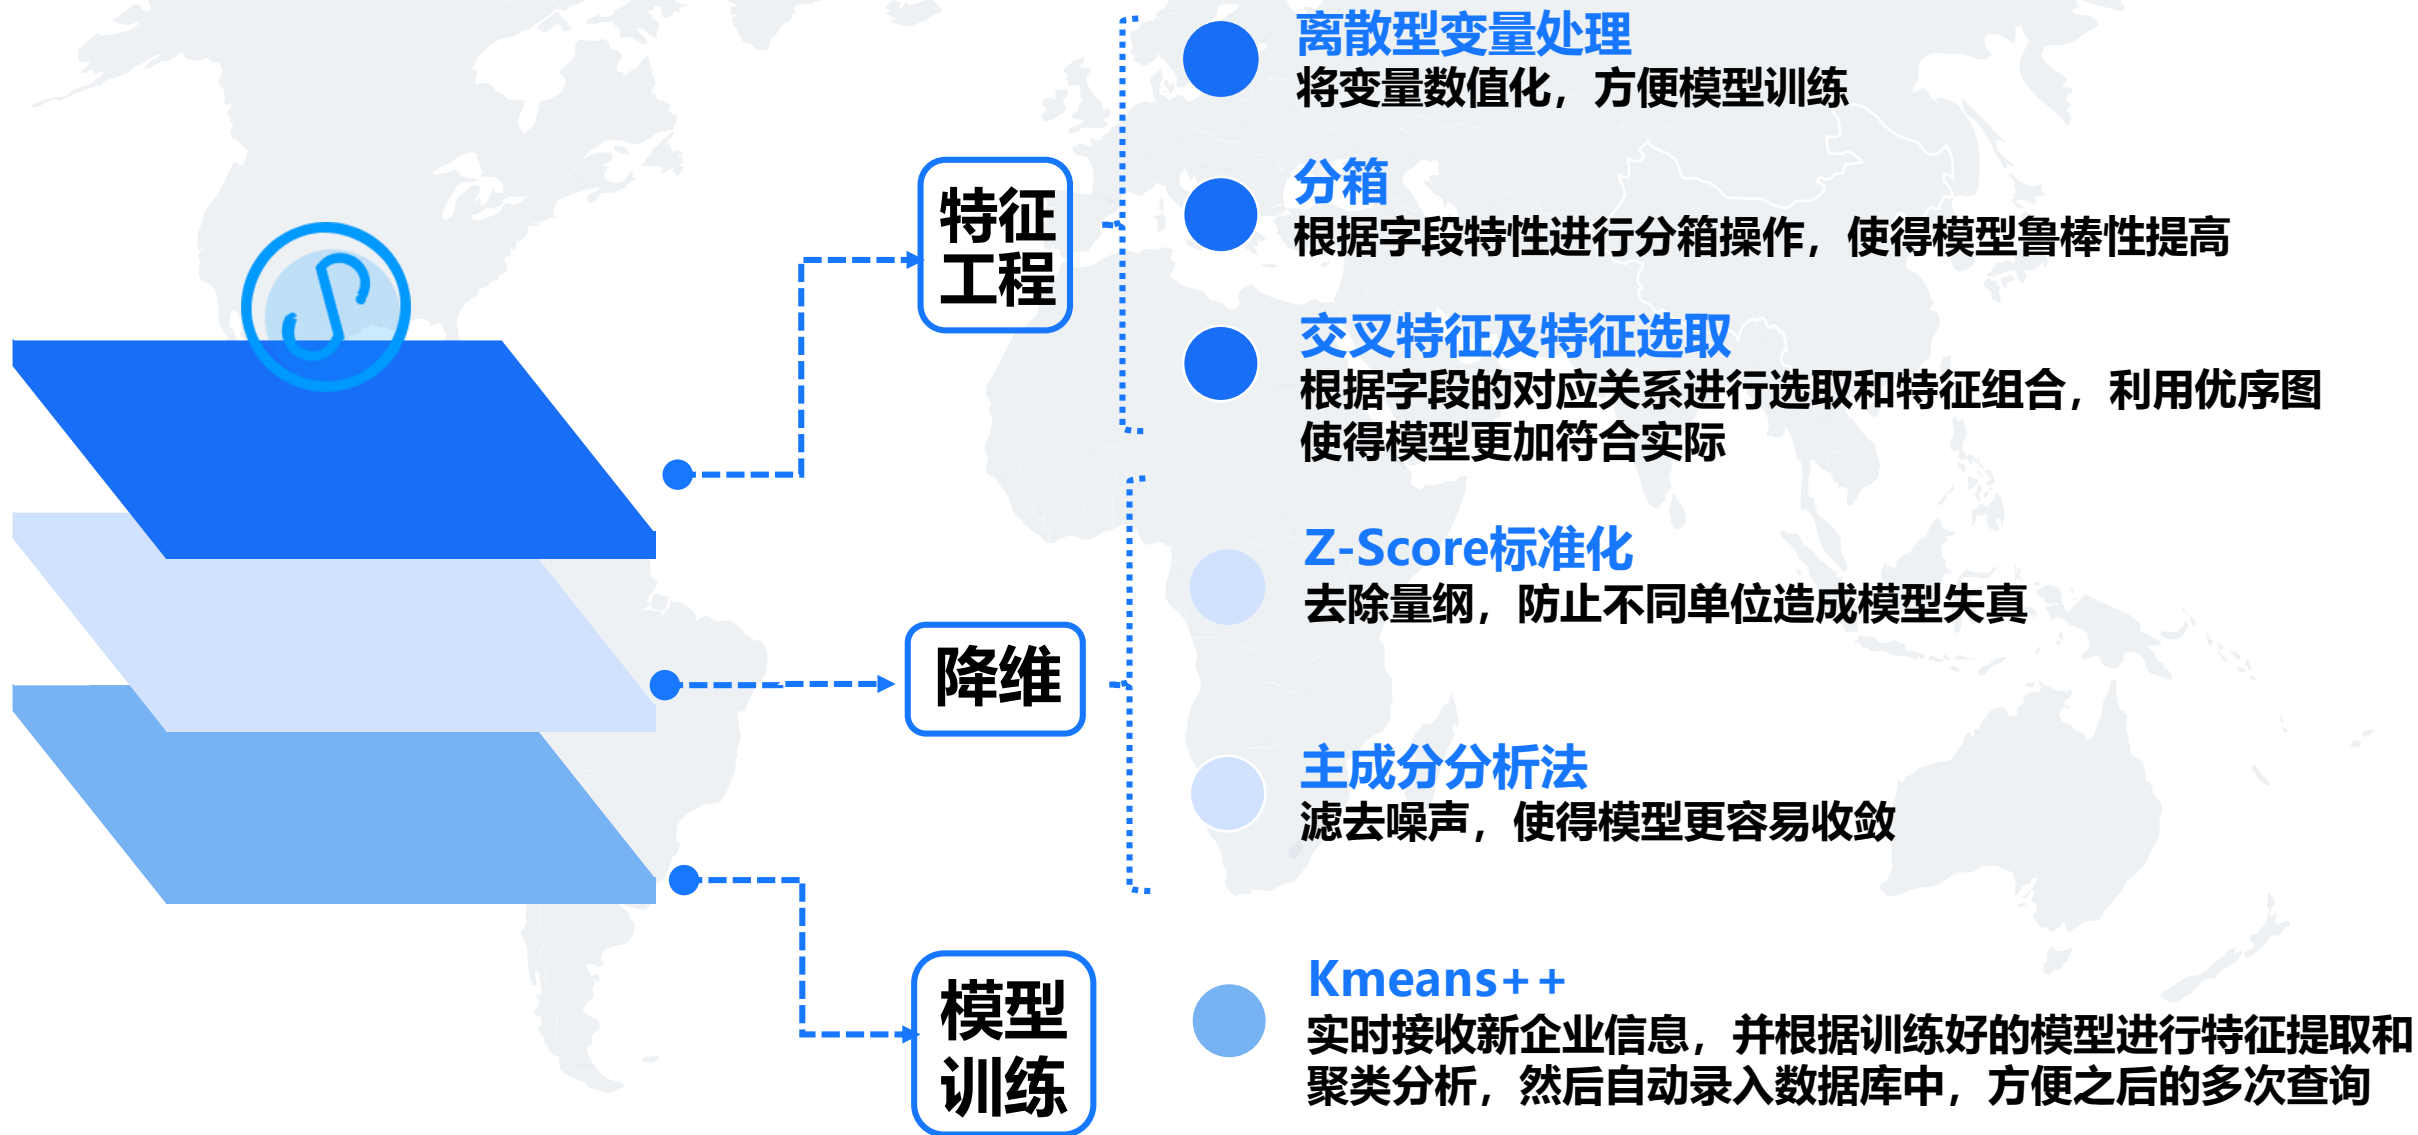 特征
工程
离散型变量处理
将变量数值化，方便模型训练
分箱
根据字段特性进行分箱操作，使得模型鲁棒性提高
交叉特征及特征选取
根据字段的对应关系进行选取和特征组合，利用优序图
使得模型更加符合实际
降维
Z-Score标准化
去除量纲，防止不同单位造成模型失真
主成分分析法
滤去噪声，使得模型更容易收敛
模型
训练
Kmeans++
实时接收新企业信息，并根据训练好的模型进行特征提取和
聚类分析，然后自动录入数据库中，方便之后的多次查询